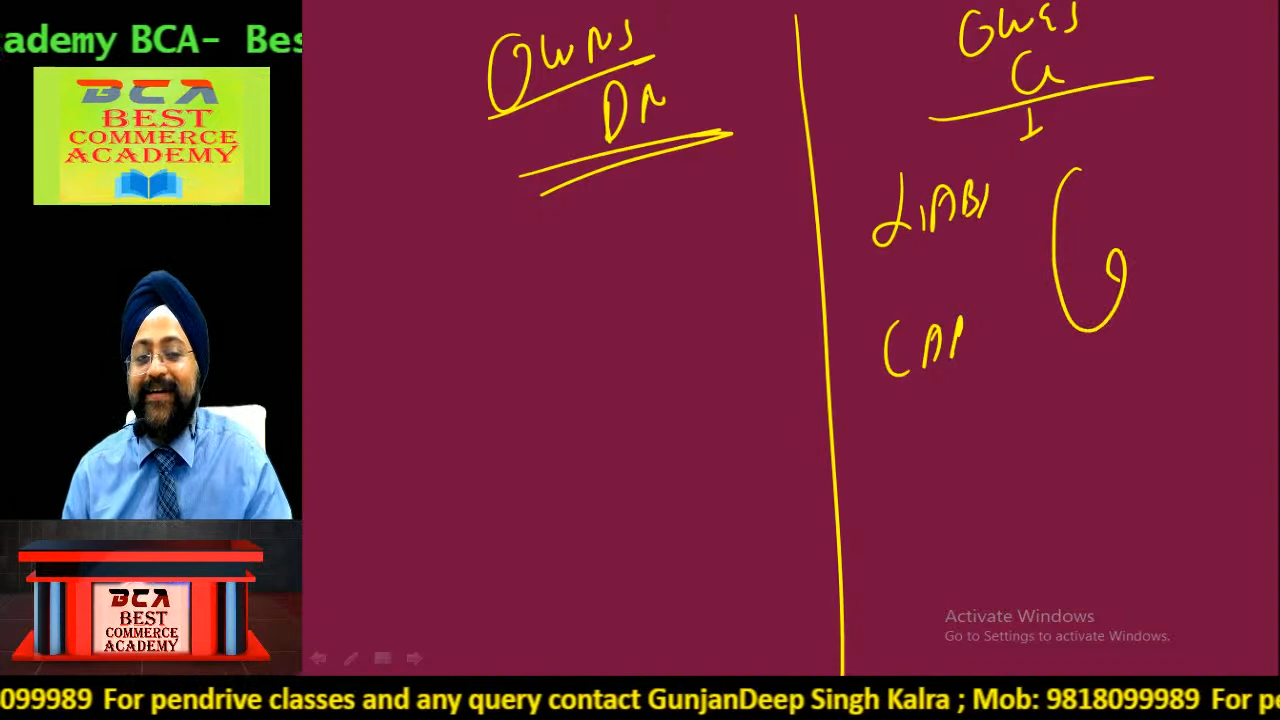 cademy BCA- Bes
BCA
BEST
COMMERCE
ACADEMY
OWNS
DR
OWES
Cr
I
LIABI
CAP
BCA
BEST
COMMERCE
ACADEMY
Activate Windows
Go to Settings to activate Windows.
099989 For pendrive classes and any query contact GunjanDeep Singh Kalra ; Mob: 9818099989 For pe